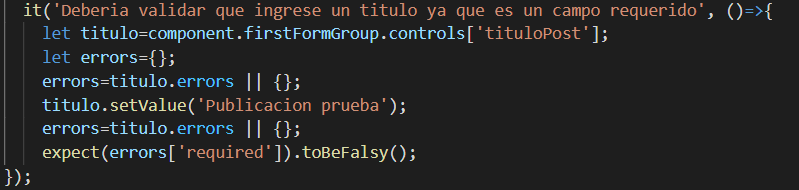 it('Deberia validar que ingrese un titulo ya que es un campo requerido', ()=>{
let titulo=component.firstFormGroup.controls['tituloPost'];
let errors={};
errors=titulo.errors || {};
titulo.setValue('Publicacion prueba');
errors=titulo.errors || {};
expect(errors['required']).toBeFalsy();
});